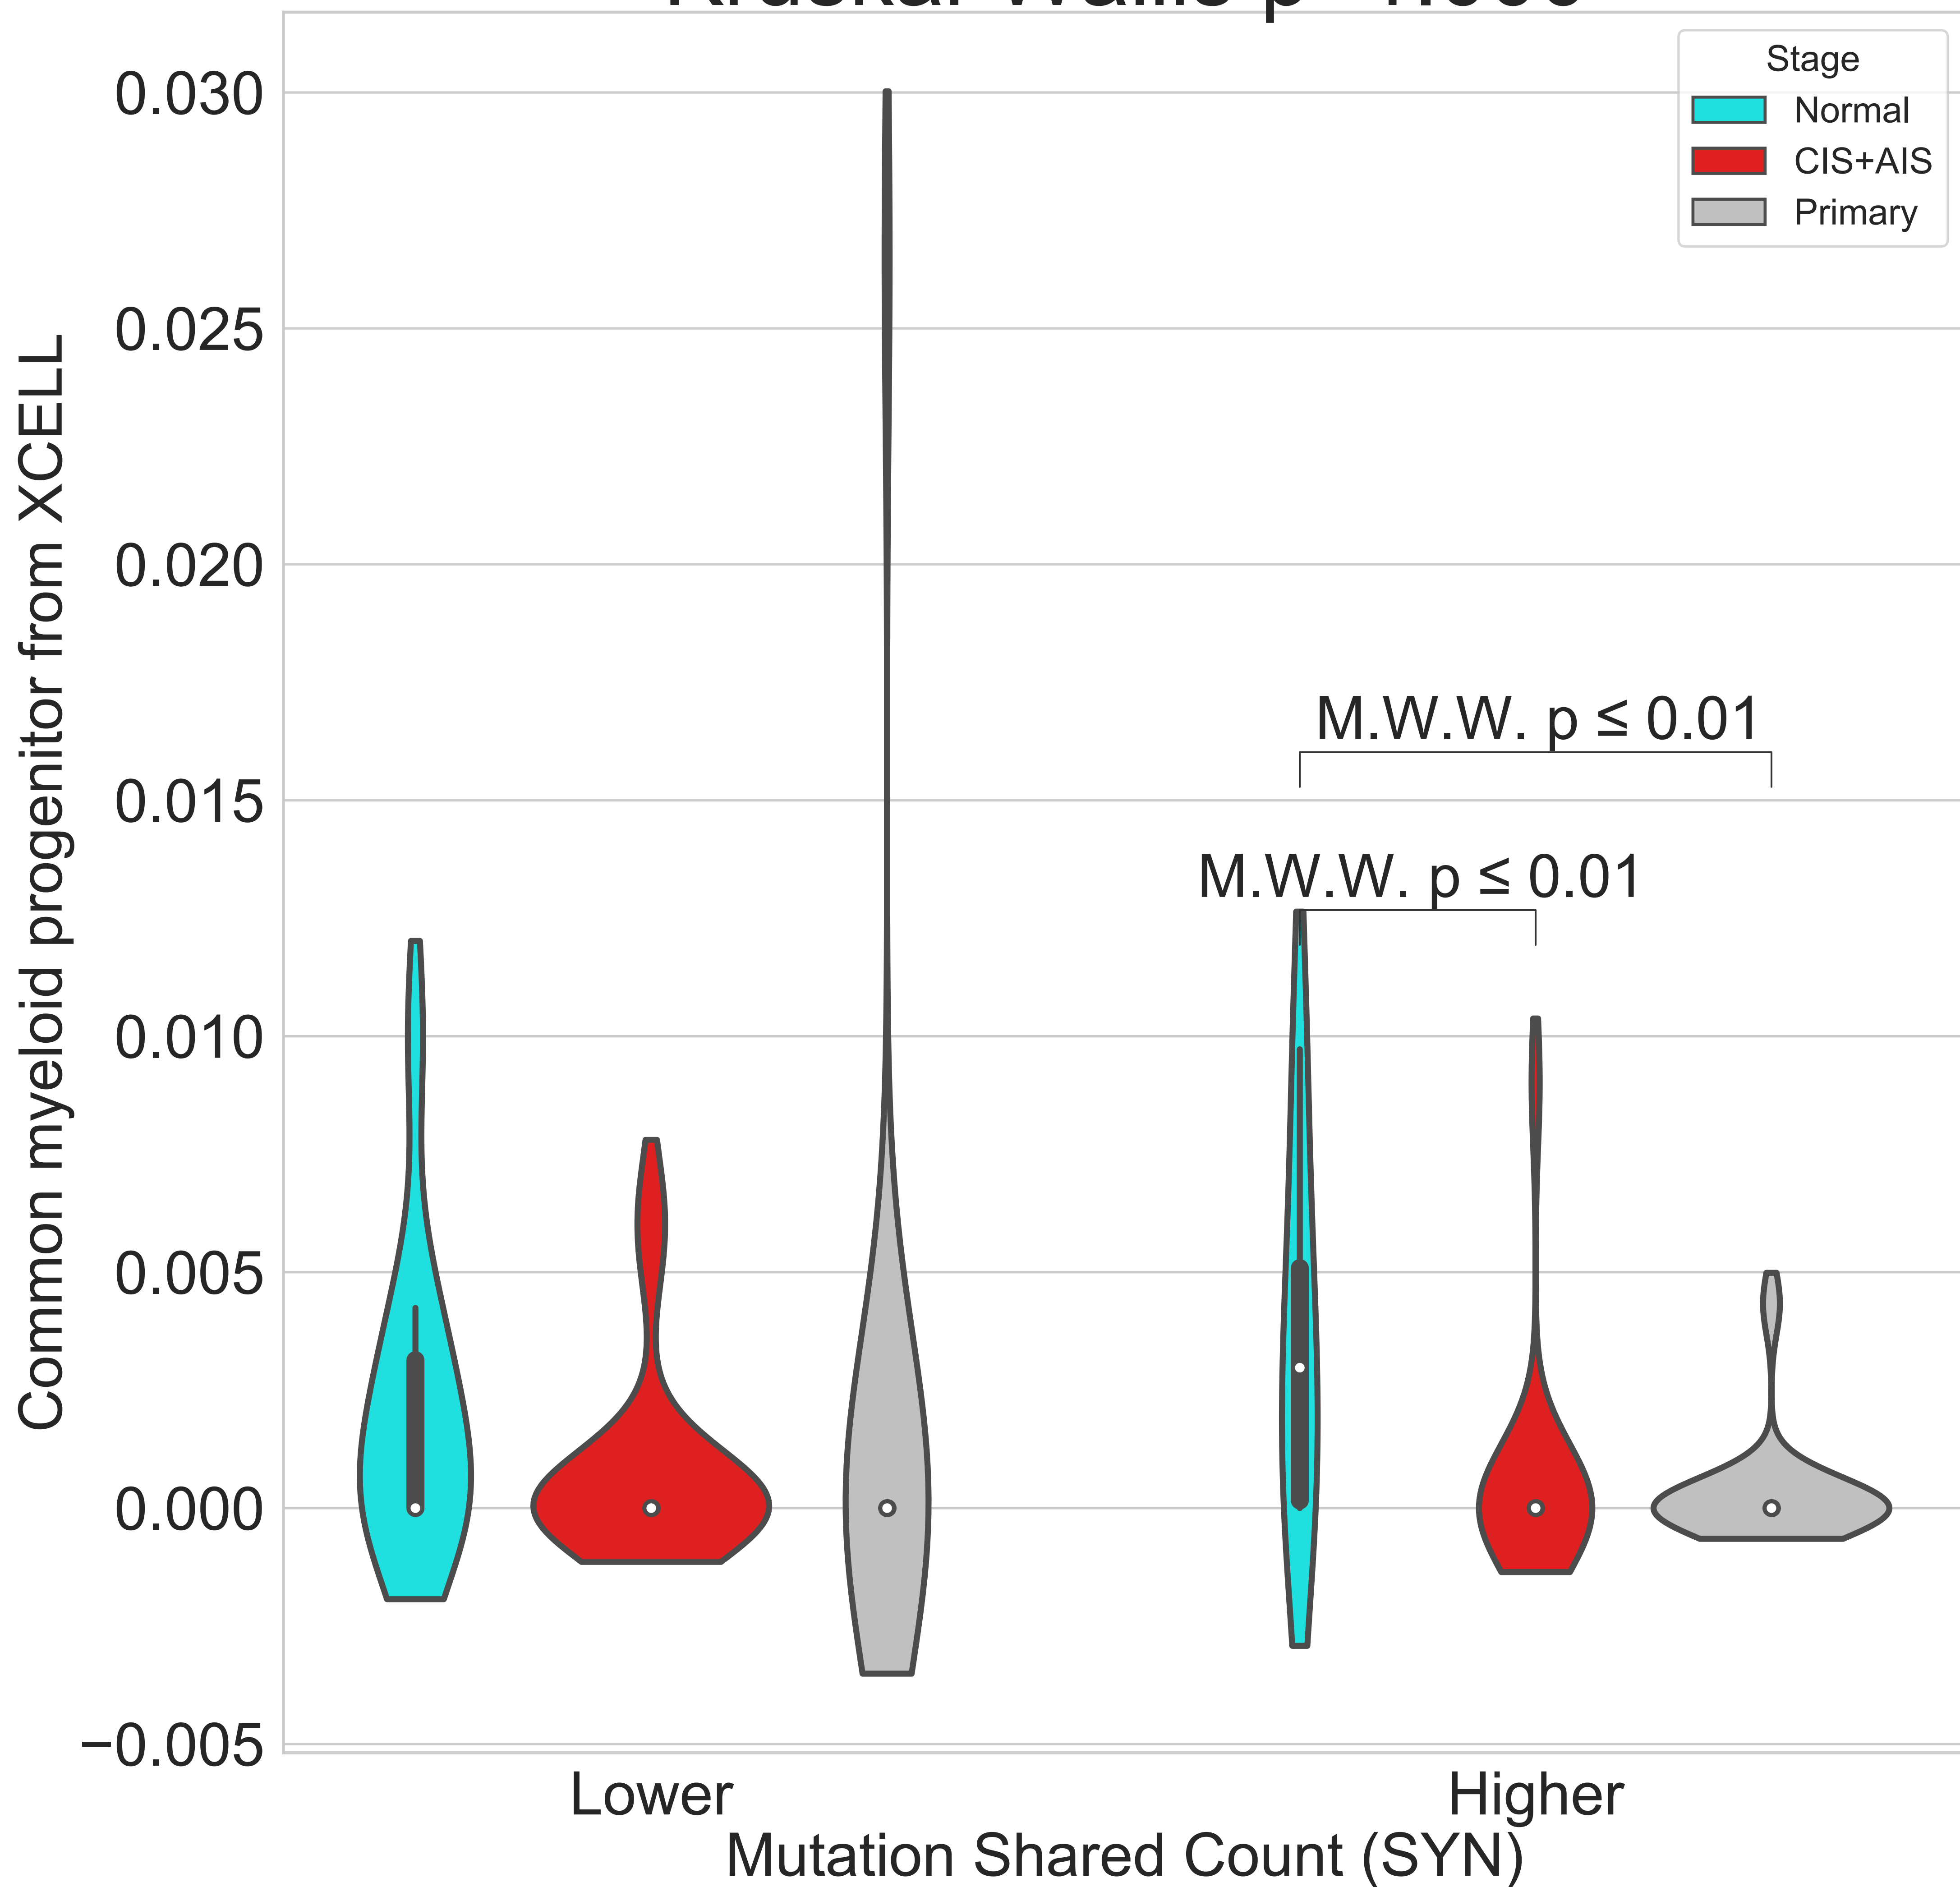 Stage
Normal
CIS+AIS
Primary
0.030
0.025
0.020
0.015
0.010
0.005
0.000
−0.005
Common myeloid progenitor from XCELL
M.W.W. p ≤ 0.01
M.W.W. p ≤ 0.01
Lower
Higher
Mutation Shared Count (SYN)